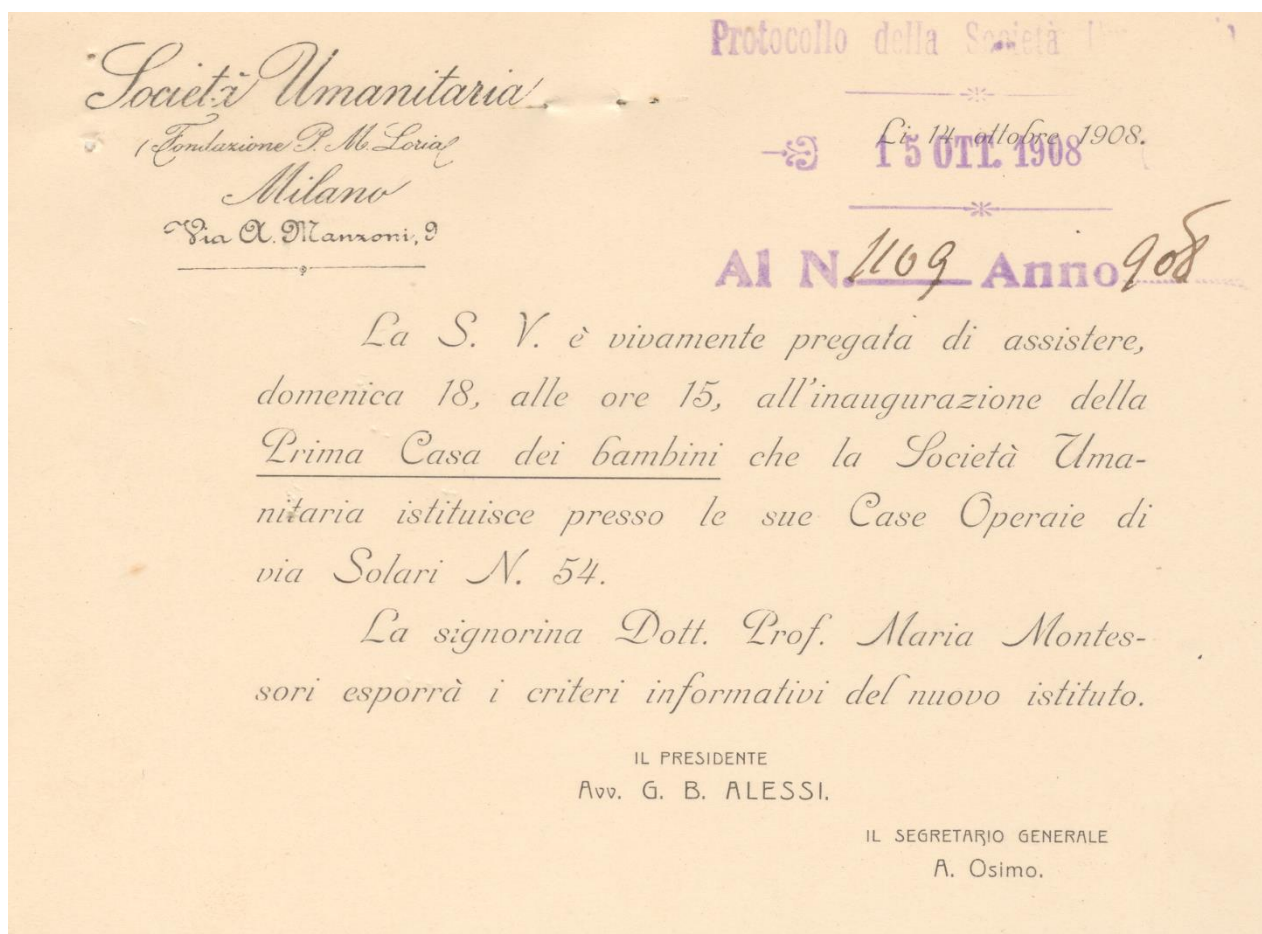 Società Umanitaria
(Fondazione P. M. Loria)
Milano
Via A. Manzoni, 9
Protocollo della Società
Li 14 ottobre 1908.
15 OTT. 1908
Al N. 1109 Anno 908
La S. V. è vivamente pregata di assistere,
domenica 18, alle ore 15, all'inaugurazione della
Prima Casa dei bambini che la Società Uma-
nitaria istituisce presso le sue Case Operaie di
via Solari N. 54.
La signorina Dott. Prof. Maria Montes-
sori esporrà i criteri informativi del nuovo istituto.
IL PRESIDENTE
Avv. G. B. ALESSI.
IL SEGRETARIO GENERALE
A. Osimo.